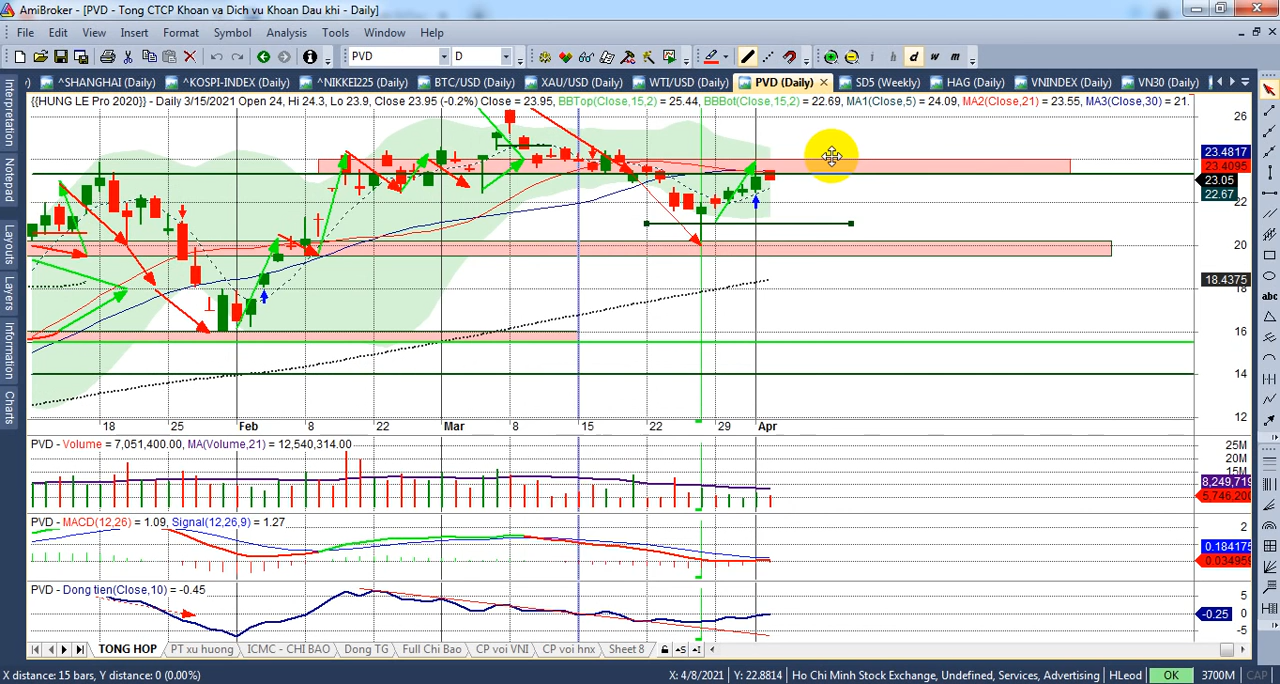 AmiBroker - [PVD - Tong CTCP Khoan va Dich vu Khoan Dau khi - Daily]
File Edit View Insert Format Symbol Analysis Tools Window Help
PVD D i h d w m
^SHANGHAI (Daily) ^KOSPI-INDEX (Daily) ^NIKKEI225 (Daily) BTC/USD (Daily) XAU/USD (Daily) WTI/USD (Daily) PVD (Daily) SD5 (Weekly) HAG (Daily) VNINDEX (Daily) VN30 (Daily)
{{HUNG LE Pro 2020}} - Daily 3/15/2021 Open 24, Hi 24.3, Lo 23.9, Close 23.95 (-0.2%) Close = 23.95, BBTop(Close,15,2) = 25.44, BBBot(Close,15,2) = 22.69, MA1(Close,5) = 24.09, MA2(Close,21) = 23.55, MA3(Close,30) = 21.
Interpretation
Notepad
Layouts
Layers
Information
Charts
abc
26
23.4817
23.4095
23.05
22.67
22
20
18.4375
18
16
14
12
18 25 Feb 8 22 Mar 8 15 22 29 Apr
PVD - Volume = 7,051,400.00, MA(Volume,21) = 12,540,314.00
25M
20M
15M
8,249,719
5,746,200
PVD - MACD(12,26) = 1.09, Signal(12,26,9) = 1.27
2
0.184175
0.034959
PVD - Dong tien(Close,10) = -0.45
5
0
-0.25
-5
TONG HOP PT xu huong ICMC - CHI BAO Dong TG Full Chi Bao CP voi VNI CP voi hnx Sheet 8
X distance: 15 bars, Y distance: 0 (0.00%) X: 4/8/2021 Y: 22.8814 Ho Chi Minh Stock Exchange, Undefined, Services, Advertising HLeod OK 3700M CAP